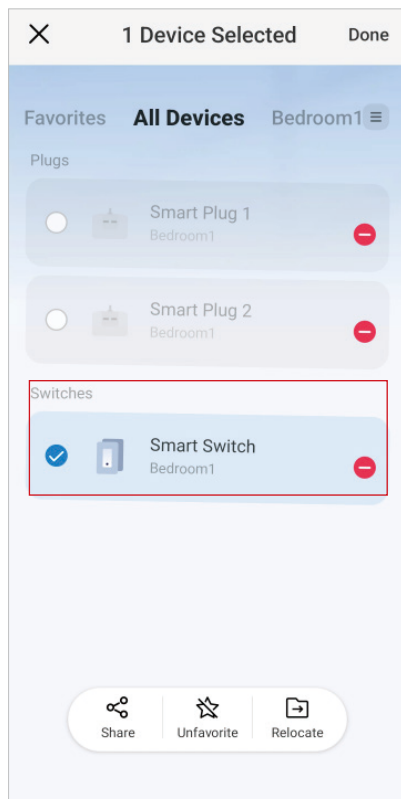 1 Device Selected Done
Favorites All Devices Bedroom1
Plugs
Smart Plug 1
Bedroom1
Smart Plug 2
Bedroom1
Switches
Smart Switch
Bedroom1
Share Unfavorite Relocate